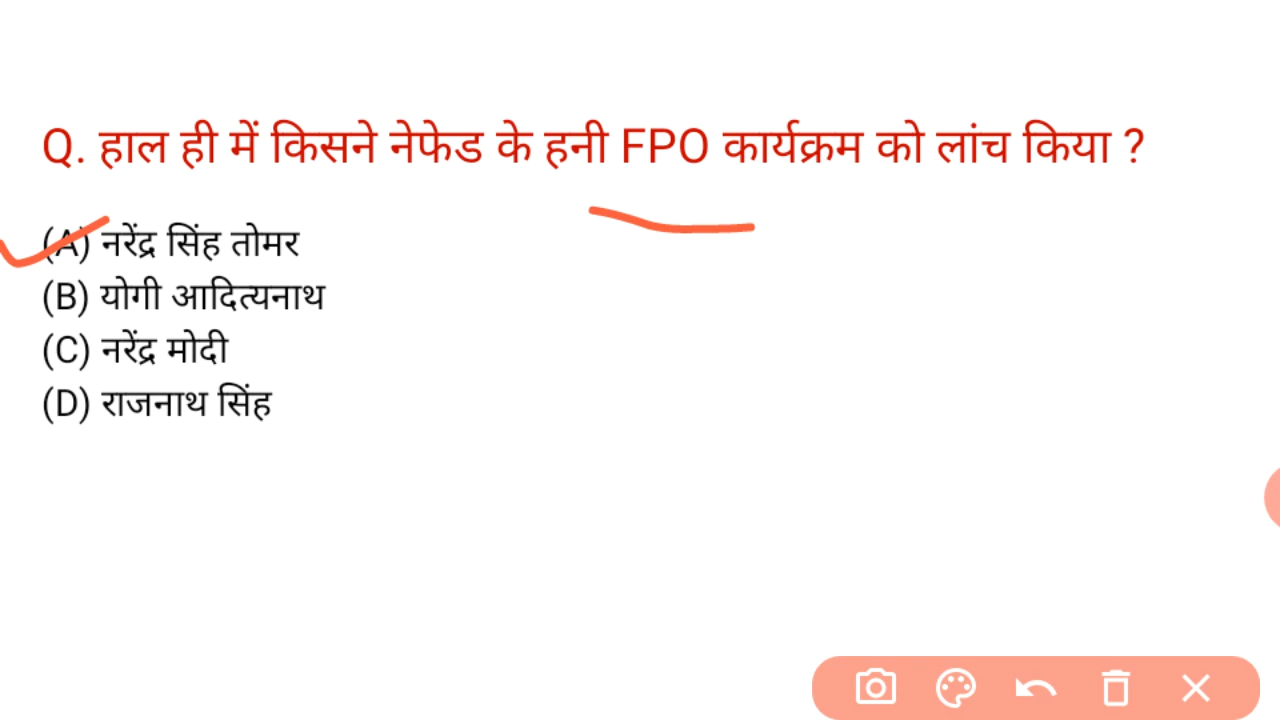 Q. हाल ही में किसने नेफेड के हनी FPO कार्यक्रम को लांच किया ?
(A) नरेंद्र सिंह तोमर
(B) योगी आदित्यनाथ
(C) नरेंद्र मोदी
(D) राजनाथ सिंह